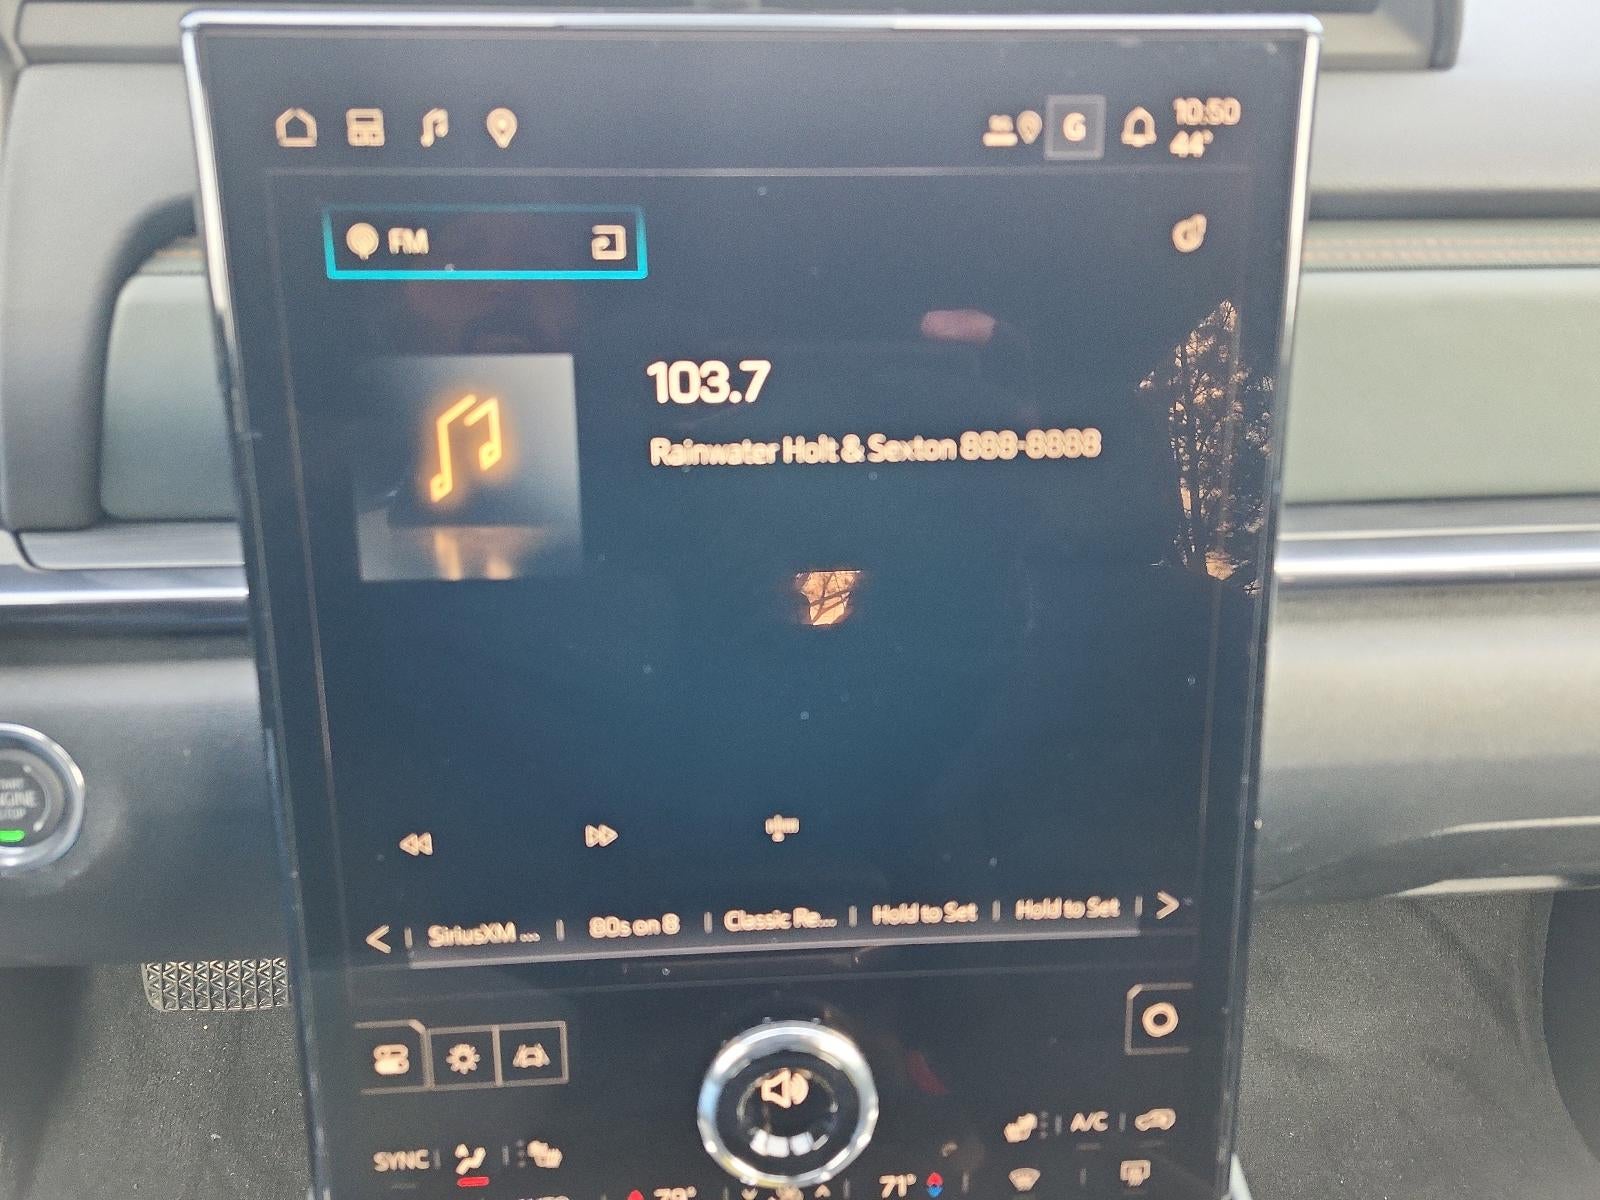 10:50
44°
G
FM
103.7
Rainwater Holt & Sexton 888-8888
SiriusXM ...
80s on 8
Classic Re...
Hold to Set
Hold to Set
A/C
SYNC
71°